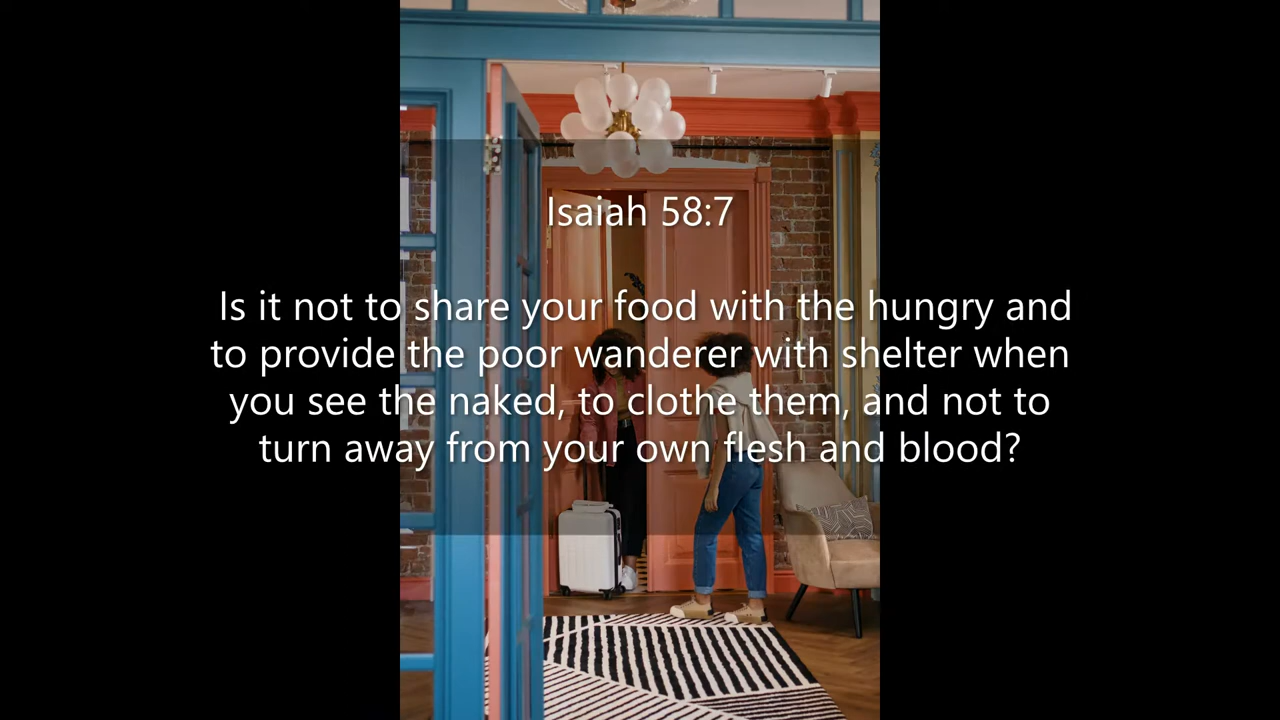 Isaiah 58:7
Is it not to share your food with the hungry and
to provide the poor wanderer with shelter when
you see the naked, to clothe them, and not to
turn away from your own flesh and blood?